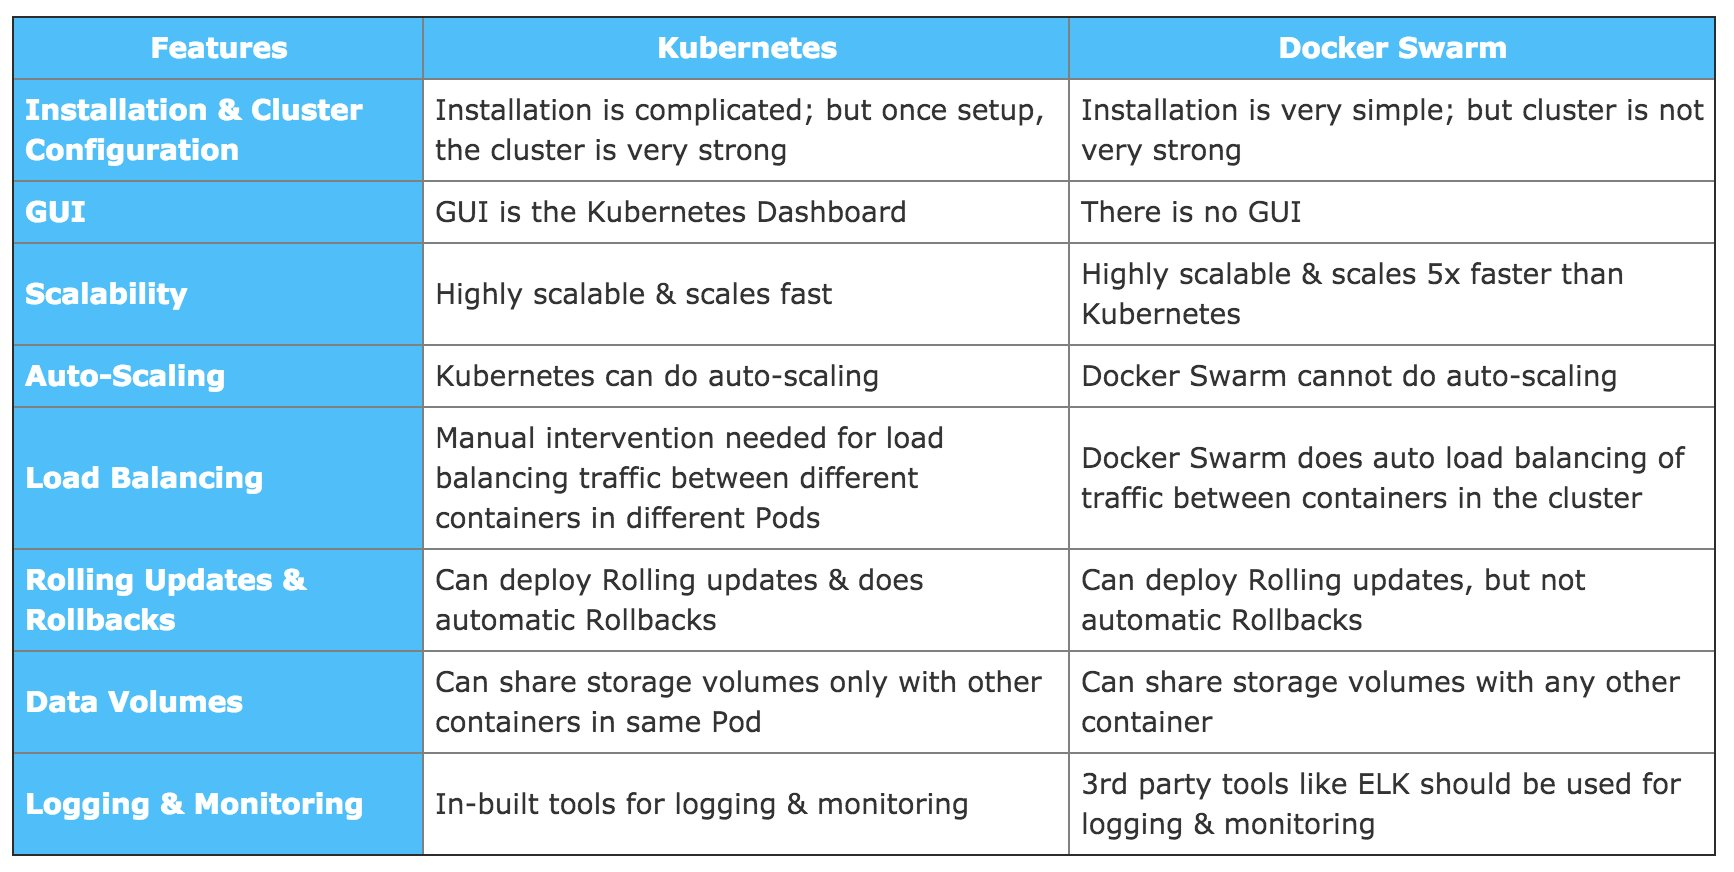 Features
Kubernetes
Docker Swarm
Installation & Cluster
Configuration
Installation is complicated; but once setup,
the cluster is very strong
Installation is very simple; but cluster is not
very strong
GUI
GUI is the Kubernetes Dashboard
There is no GUI
Scalability
Highly scalable & scales fast
Highly scalable & scales 5x faster than
Kubernetes
Auto-Scaling
Kubernetes can do auto-scaling
Docker Swarm cannot do auto-scaling
Load Balancing
Manual intervention needed for load
balancing traffic between different
containers in different Pods
Docker Swarm does auto load balancing of
traffic between containers in the cluster
Rolling Updates &
Rollbacks
Can deploy Rolling updates & does
automatic Rollbacks
Can deploy Rolling updates, but not
automatic Rollbacks
Data Volumes
Can share storage volumes only with other
containers in same Pod
Can share storage volumes with any other
container
Logging & Monitoring
In-built tools for logging & monitoring
3rd party tools like ELK should be used for
logging & monitoring